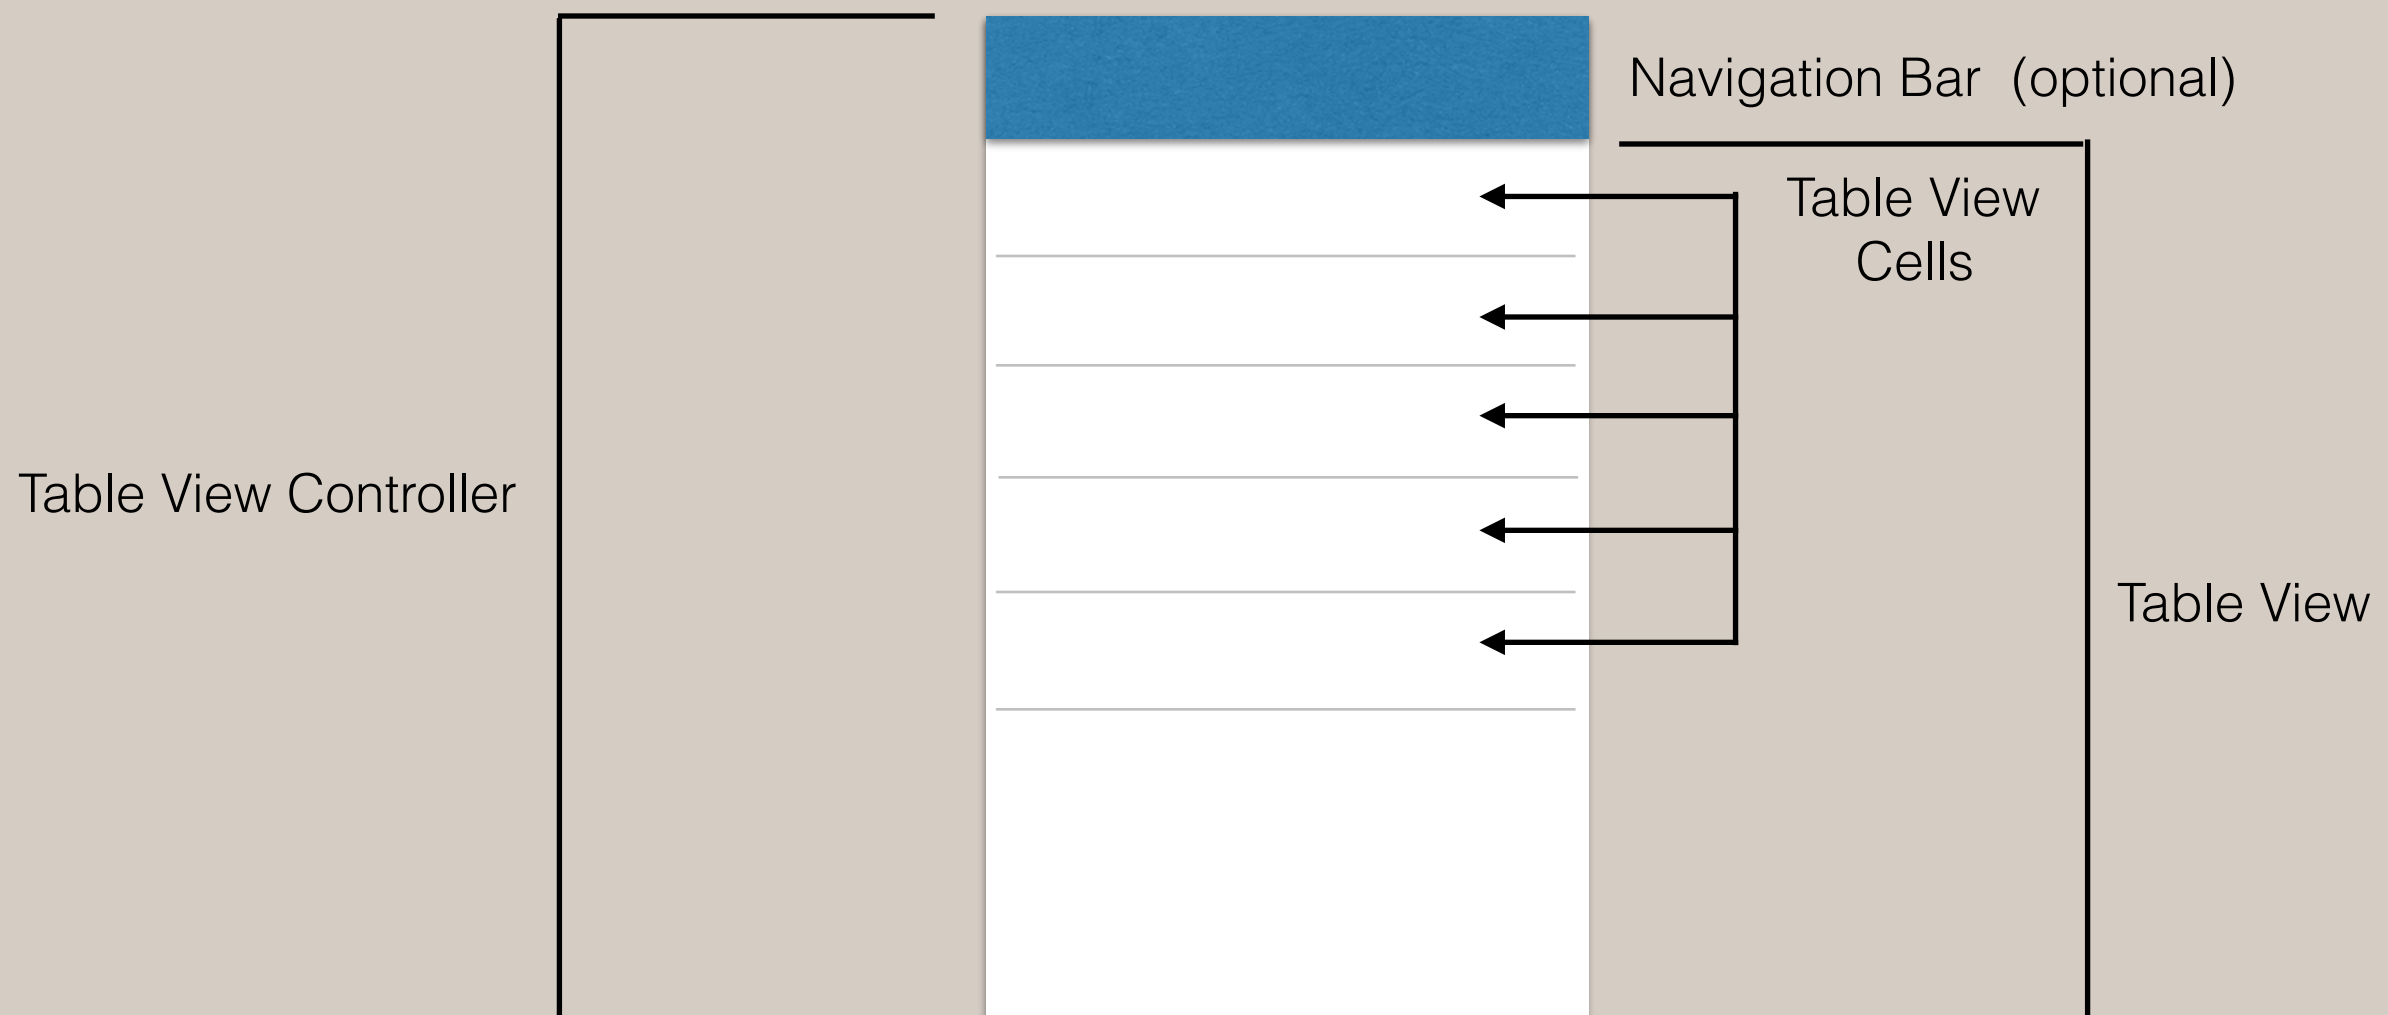 Navigation Bar (optional)
Table View
Cells
Table View Controller
Table View